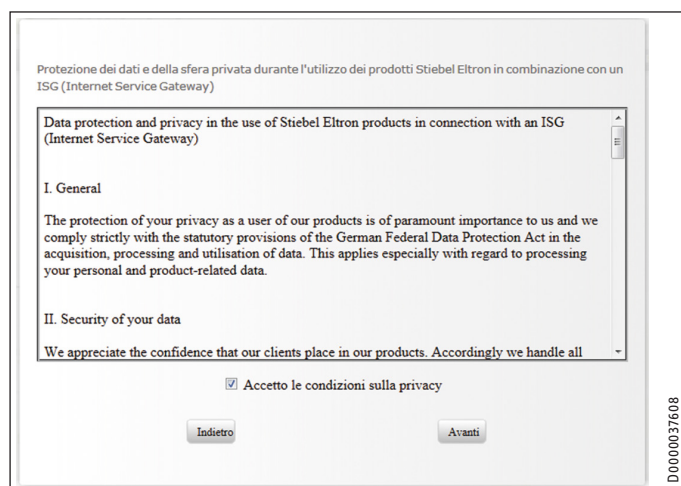 Protezione dei dati e della sfera privata durante l'utilizzo dei prodotti Stiebel Eltron in combinazione con un
ISG (Internet Service Gateway)
Data protection and privacy in the use of Stiebel Eltron products in connection with an ISG
(Internet Service Gateway)
I. General
The protection of your privacy as a user of our products is of paramount importance to us and we
comply strictly with the statutory provisions of the German Federal Data Protection Act in the
acquisition, processing and utilisation of data. This applies especially with regard to processing
your personal and product-related data.
II. Security of your data
We appreciate the confidence that our clients place in our products. Accordingly we handle all
Accetto le condizioni sulla privacy
Indietro
Avanti
D0000037608